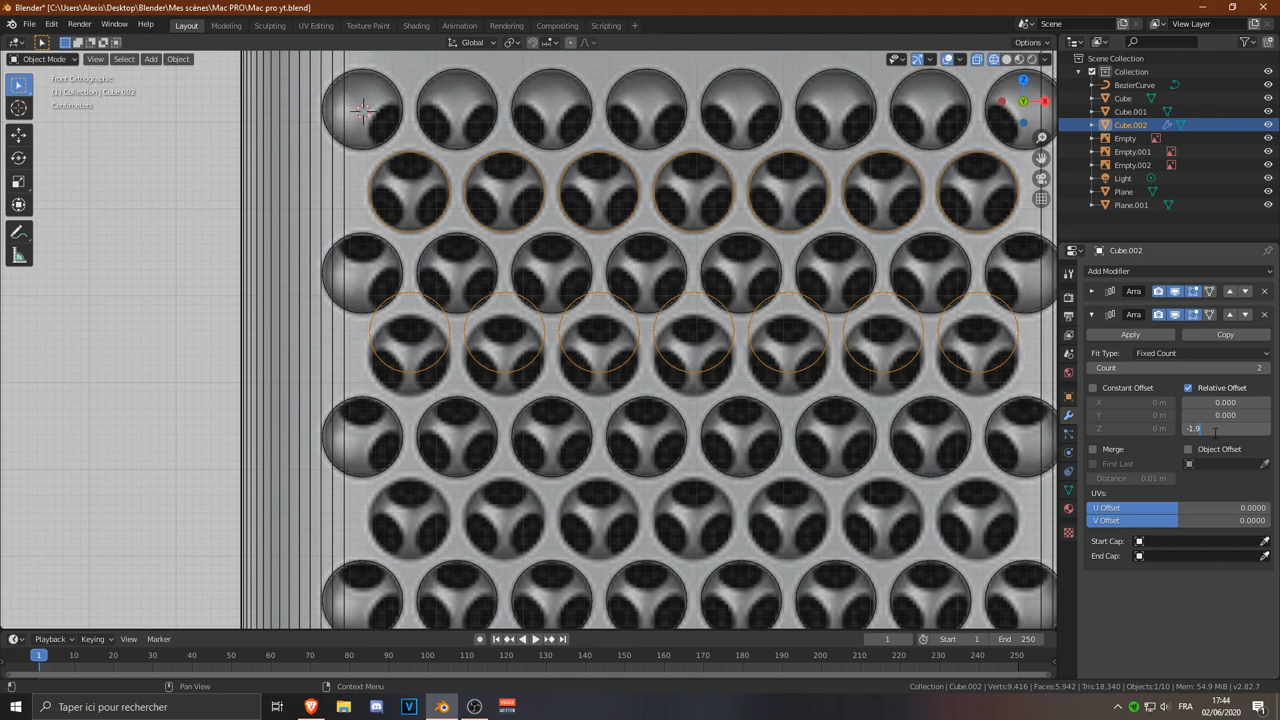 Blender* [C:\Users\Alexis\Desktop\Blender\Mes scènes\Mac PRO\Mac pro yt.blend]
File Edit Render Window Help Layout Modeling Sculpting UV Editing Texture Paint Shading Animation Rendering Compositing Scripting + Scene View Layer
Global Options
Object Mode View Select Add Object
Front Orthographic
(1) Collection | Cube.002
Centimeters
Z
Y
X
Scene Collection
Collection
BezierCurve
Cube
Cube.001
Cube.002
Empty
Empty.001
Empty.002
Light
Plane
Plane.001
Cube.002
Add Modifier
Arra
Arra
Apply Copy
Fit Type: Fixed Count
Count 2
Constant Offset Relative Offset
X 0 m 0.000
Y 0 m 0.000
Z 0 m -1.9
Merge Object Offset
First Last
Distance 0.01 m
UVs:
U Offset 0.0000
V Offset 0.0000
Start Cap:
End Cap:
Playback Keying View Marker 1 Start 1 End 250
1 10 20 30 40 50 60 70 80 90 100 110 120 130 140 150 160 170 180 190 200 210 220 230 240 250
Pan View Context Menu Collection | Cube.002 | Verts:9,416 | Faces:5,942 | Tris:18,340 | Objects:1/10 | Mem: 54.9 MiB | v2.82.7
Taper ici pour rechercher FR 17:44
02/06/2020